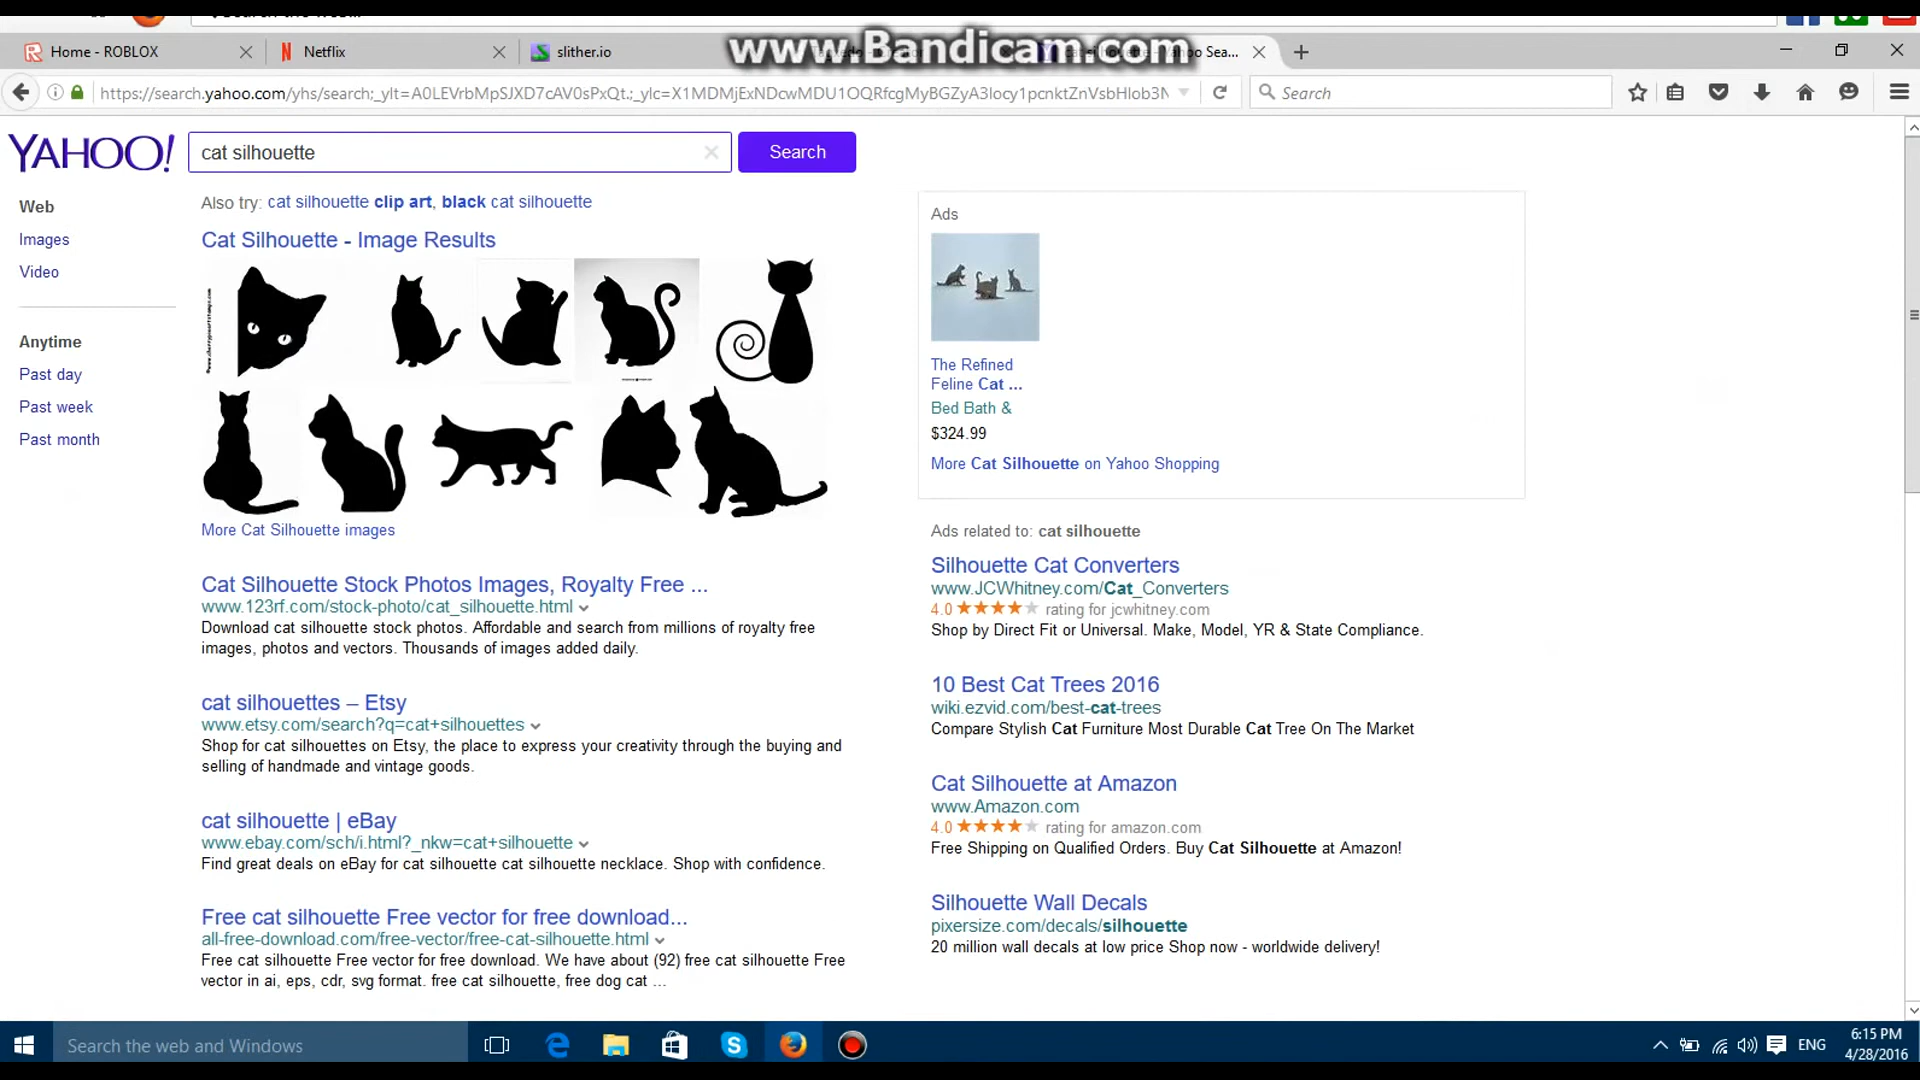 www.Bandicam.com
Home - ROBLOX
Netflix
slither.io
Yahoo Sea...
https://search.yahoo.com/yhs/search;_ylt=A0LEVrbMpSJXD7cAV0sPxQt.;_ylc=X1MDMjExNDcwMDU1OQRfcgMyBGZyA3locy1pcnktZnVsbHlob3N
Search
YAHOO!
cat silhouette
Search
Web
Images
Video
Anytime
Past day
Past week
Past month
Also try: cat silhouette clip art, black cat silhouette
Cat Silhouette - Image Results
More Cat Silhouette images
Cat Silhouette Stock Photos Images, Royalty Free ...
www.123rf.com/stock-photo/cat_silhouette.html
Download cat silhouette stock photos. Affordable and search from millions of royalty free
images, photos and vectors. Thousands of images added daily.
cat silhouettes – Etsy
www.etsy.com/search?q=cat+silhouettes
Shop for cat silhouettes on Etsy, the place to express your creativity through the buying and
selling of handmade and vintage goods.
cat silhouette | eBay
www.ebay.com/sch/i.html?_nkw=cat+silhouette
Find great deals on eBay for cat silhouette cat silhouette necklace. Shop with confidence.
Free cat silhouette Free vector for free download...
all-free-download.com/free-vector/free-cat-silhouette.html
Free cat silhouette Free vector for free download. We have about (92) free cat silhouette Free
vector in ai, eps, cdr, svg format. free cat silhouette, free dog cat ...
Ads
The Refined
Feline Cat ...
Bed Bath &
$324.99
More Cat Silhouette on Yahoo Shopping
Ads related to: cat silhouette
Silhouette Cat Converters
www.JCWhitney.com/Cat_Converters
4.0 rating for jcwhitney.com
Shop by Direct Fit or Universal. Make, Model, YR & State Compliance.
10 Best Cat Trees 2016
wiki.ezvid.com/best-cat-trees
Compare Stylish Cat Furniture Most Durable Cat Tree On The Market
Cat Silhouette at Amazon
www.Amazon.com
4.0 rating for amazon.com
Free Shipping on Qualified Orders. Buy Cat Silhouette at Amazon!
Silhouette Wall Decals
pixersize.com/decals/silhouette
20 million wall decals at low price Shop now - worldwide delivery!
Search the web and Windows
ENG
6:15 PM
4/28/2016